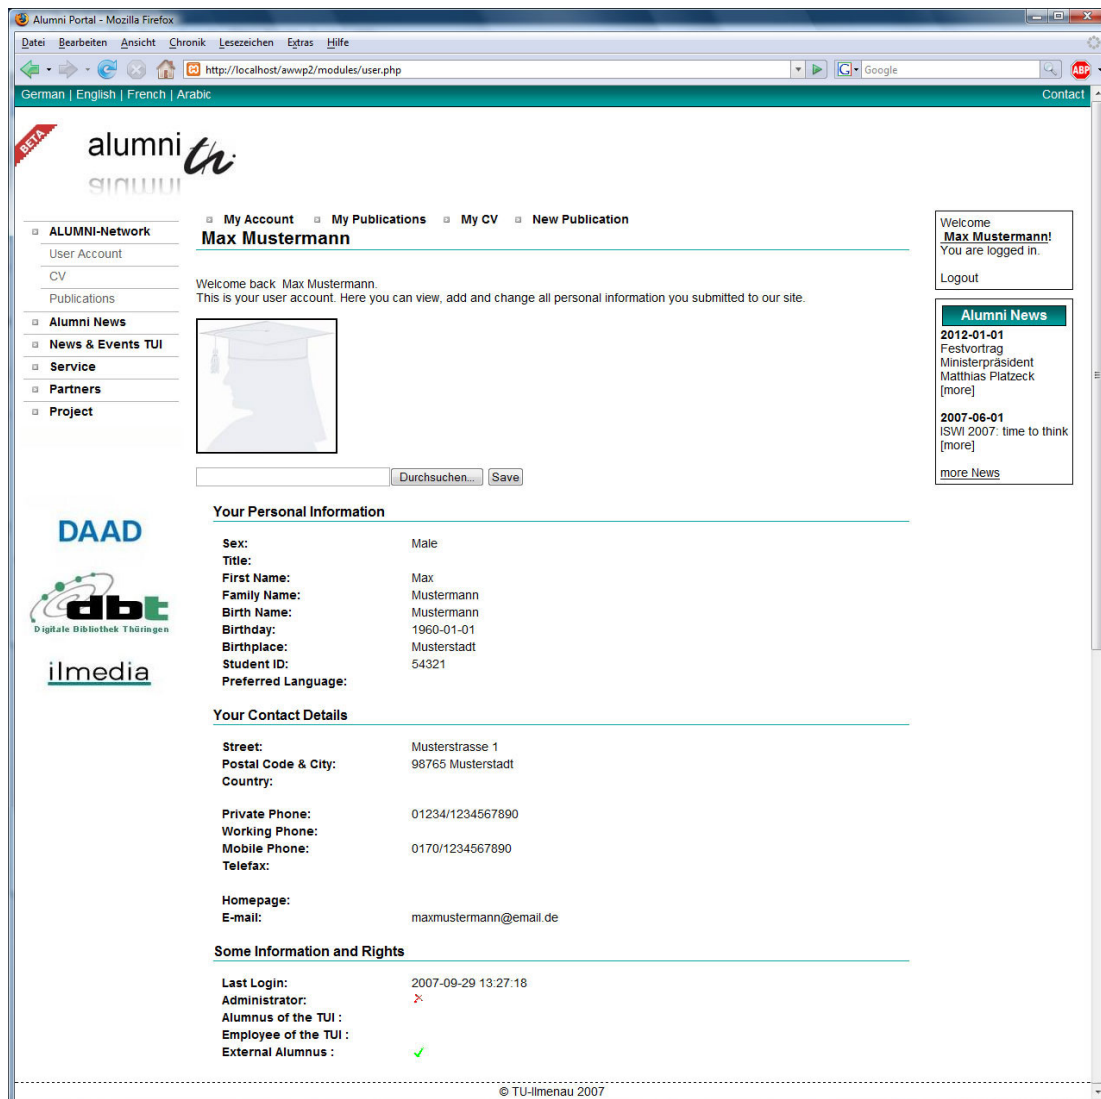 Alumni Portal - Mozilla Firefox
Datei Bearbeiten Ansicht Chronik Lesezeichen Extras Hilfe
http://localhost/awwp2/modules/user.php
G Google
ABP
German | English | French | Arabic
Contact
BETA
alumni th
My Account My Publications My CV New Publication
Max Mustermann
ALUMNI-Network
User Account
CV
Publications
Alumni News
News & Events TUI
Service
Partners
Project
DAAD
dbt
Digitale Bibliothek Thüringen
ilmedia
Welcome back Max Mustermann.
This is your user account. Here you can view, add and change all personal information you submitted to our site.
Durchsuchen... Save
Your Personal Information
Sex: Male
Title:
First Name: Max
Family Name: Mustermann
Birth Name: Mustermann
Birthday: 1960-01-01
Birthplace: Musterstadt
Student ID: 54321
Preferred Language:
Your Contact Details
Street: Musterstrasse 1
Postal Code & City: 98765 Musterstadt
Country:
Private Phone: 01234/1234567890
Working Phone:
Mobile Phone: 0170/1234567890
Telefax:
Homepage:
E-mail: maxmustermann@email.de
Some Information and Rights
Last Login: 2007-09-29 13:27:18
Administrator:
Alumnus of the TUI :
Employee of the TUI :
External Alumnus :
Welcome
Max Mustermann!
You are logged in.
Logout
Alumni News
2012-01-01
Festvortrag
Ministerpräsident
Matthias Platzeck
[more]
2007-06-01
ISWI 2007: time to think
[more]
more News
© TU-Ilmenau 2007